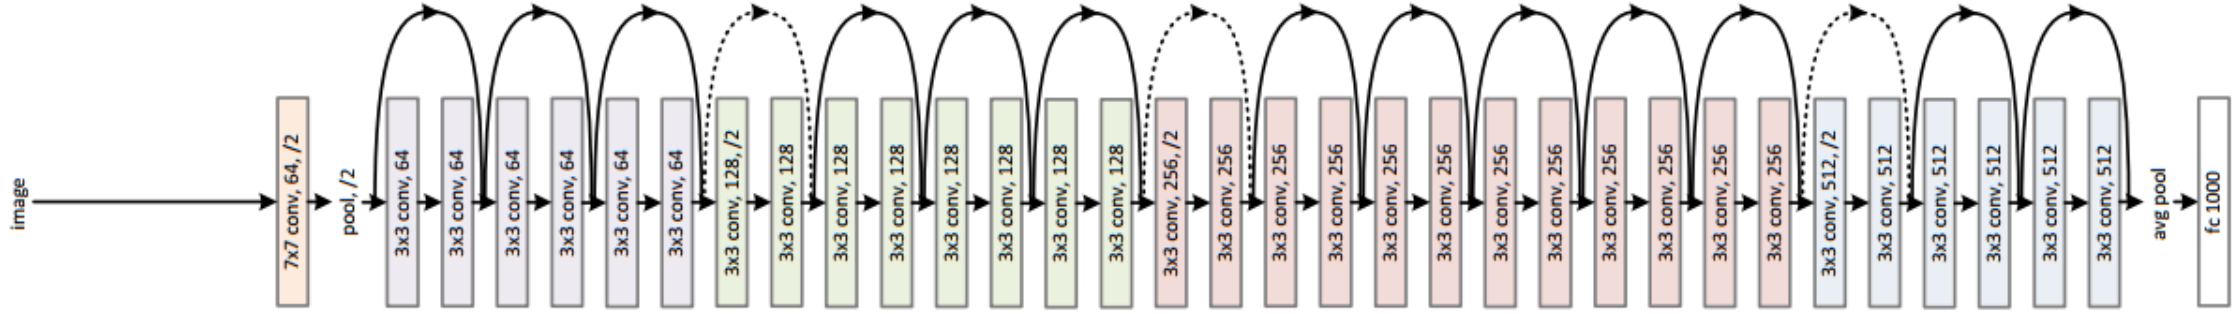 image
7x7 conv, 64, /2
pool, /2
3x3 conv, 64
3x3 conv, 64
3x3 conv, 64
3x3 conv, 64
3x3 conv, 64
3x3 conv, 64
3x3 conv, 128, /2
3x3 conv, 128
3x3 conv, 128
3x3 conv, 128
3x3 conv, 128
3x3 conv, 128
3x3 conv, 128
3x3 conv, 128
3x3 conv, 256, /2
3x3 conv, 256
3x3 conv, 256
3x3 conv, 256
3x3 conv, 256
3x3 conv, 256
3x3 conv, 256
3x3 conv, 256
3x3 conv, 256
3x3 conv, 256
3x3 conv, 256
3x3 conv, 256
3x3 conv, 512, /2
3x3 conv, 512
3x3 conv, 512
3x3 conv, 512
3x3 conv, 512
3x3 conv, 512
avg pool
fc 1000